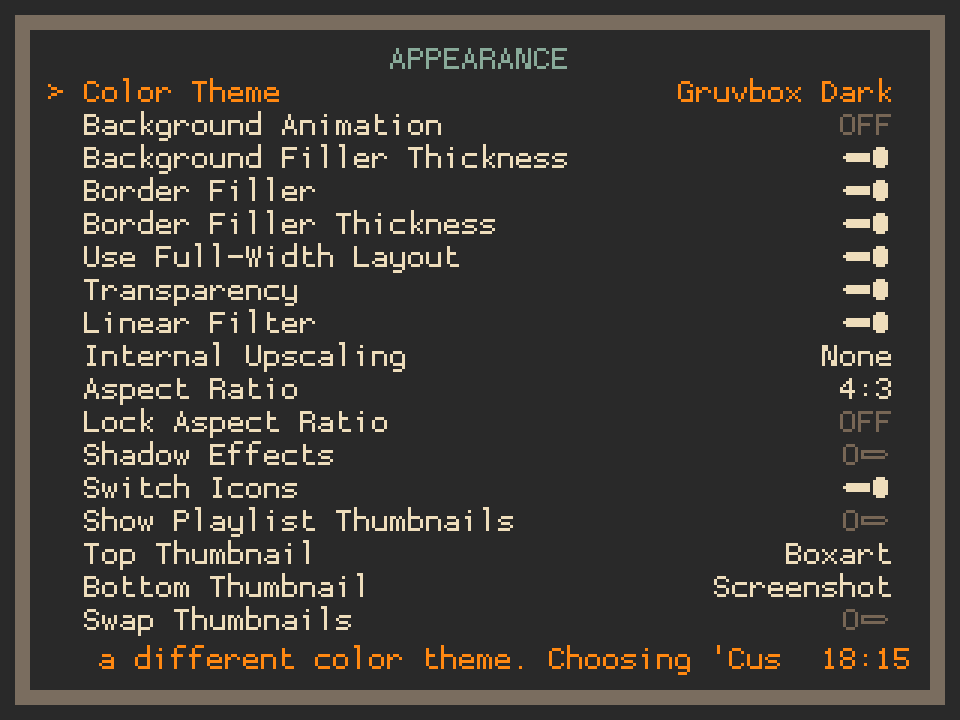 APPEARANCE
> Color Theme Gruvbox Dark
Background Animation OFF
Background Filler Thickness
Border Filler
Border Filler Thickness
Use Full-Width Layout
Transparency
Linear Filter
Internal Upscaling None
Aspect Ratio 4:3
Lock Aspect Ratio OFF
Shadow Effects
Switch Icons
Show Playlist Thumbnails
Top Thumbnail Boxart
Bottom Thumbnail Screenshot
Swap Thumbnails
a different color theme. Choosing 'Cus 18:15